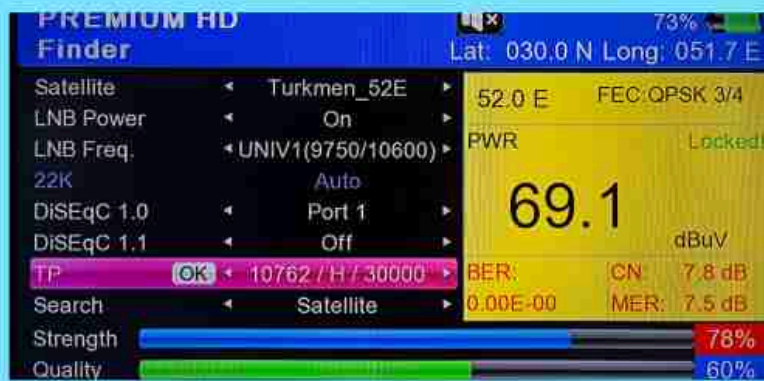 PREMIUM HD 73%
Finder Lat: 030.0 N Long: 051.7 E
Satellite Turkmen_52E
LNB Power On
LNB Freq. UNIV1(9750/10600)
22K Auto
DiSEqC 1.0 Port 1
DiSEqC 1.1 Off
TP OK 10762 / H / 30000
Search Satellite
Strength 78%
Quality 60%
52.0 E FEC:QPSK 3/4
PWR Locked!
69.1
dBuV
BER: CN: 7.8 dB
0.00E-00 MER: 7.5 dB